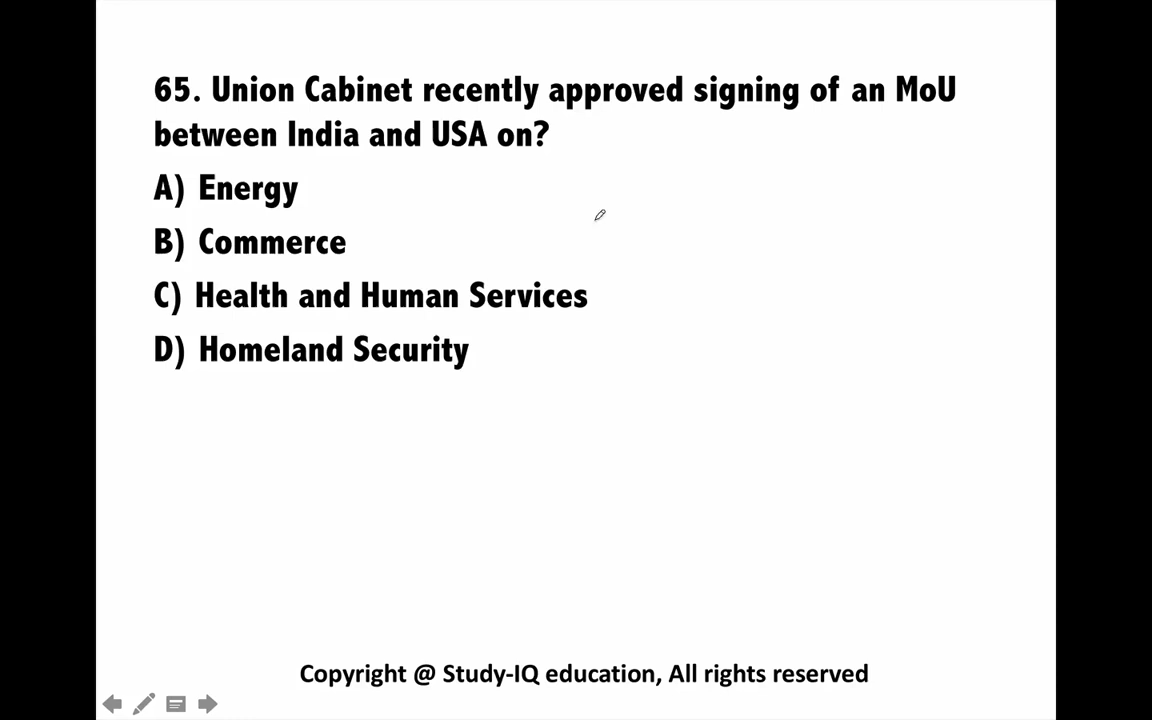 65. Union Cabinet recently approved signing of an MoU
between India and USA on?
A) Energy
B) Commerce
C) Health and Human Services
D) Homeland Security
Copyright @ Study-IQ education, All rights reserved